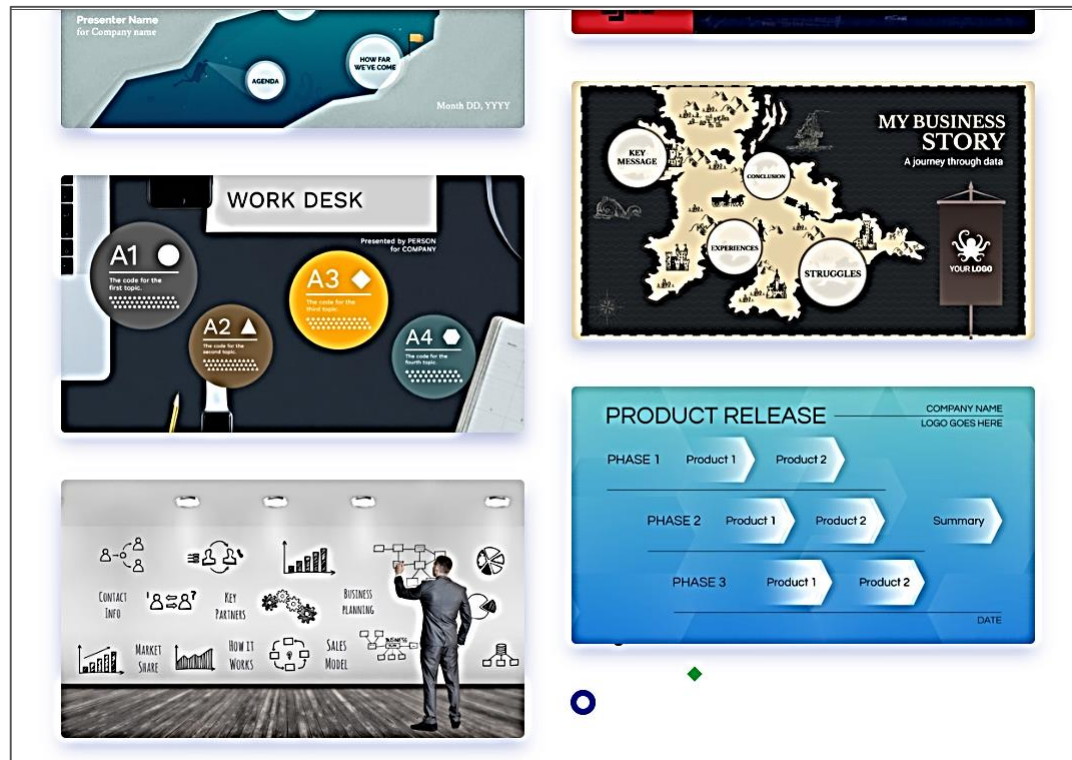 Presenter Name
for Company name
AGENDA
HOW FAR
WE'VE COME
Month DD, YYYY
WORK DESK
Presented by PERSON
for COMPANY
A1
The code for the
first topic.
A2
The code for the
second topic.
A3
The code for the
third topic.
A4
The code for the
fourth topic.
CONTACT
INFO
KEY
PARTNERS
BUSINESS
PLANNING
MARKET
SHARE
HOW IT
WORKS
SALES
MODEL
BUSINESS
MY BUSINESS
STORY
A journey through data
KEY
MESSAGE
CONCLUSION
EXPERIENCES
STRUGGLES
YOUR LOGO
PRODUCT RELEASE
COMPANY NAME
LOGO GOES HERE
PHASE 1 Product 1 Product 2
PHASE 2 Product 1 Product 2 Summary
PHASE 3 Product 1 Product 2
DATE